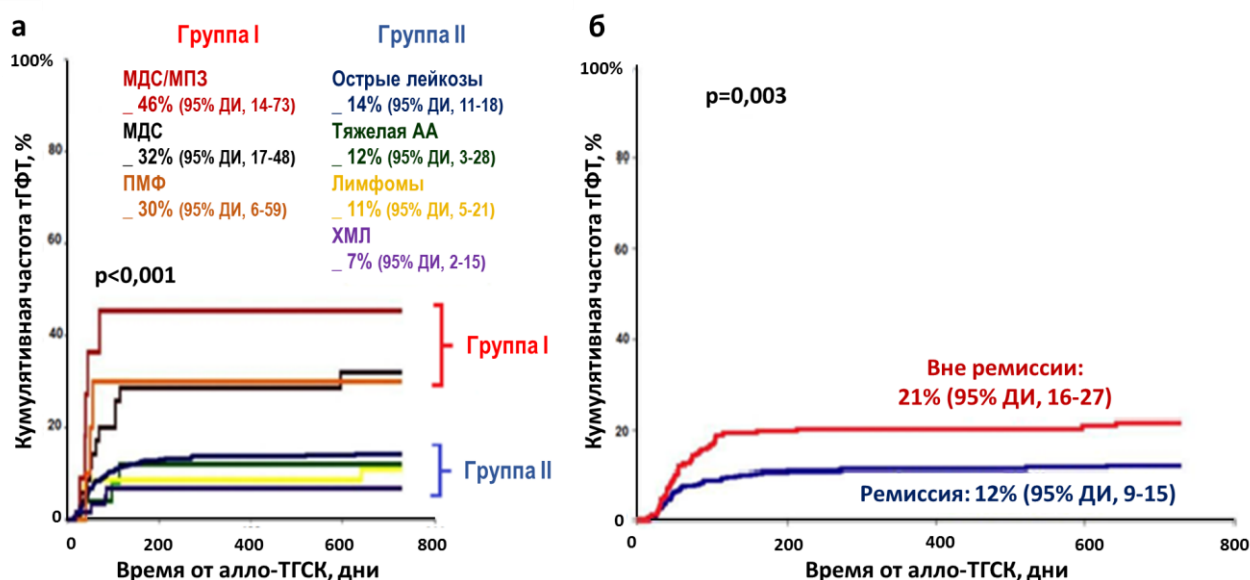 а
Группа I
Группа II
100%
МДС/МПЗ
_ 46% (95% ДИ, 14-73)
МДС
_ 32% (95% ДИ, 17-48)
ПМФ
_ 30% (95% ДИ, 6-59)
Острые лейкозы
_ 14% (95% ДИ, 11-18)
Тяжелая АА
_ 12% (95% ДИ, 3-28)
Лимфомы
_ 11% (95% ДИ, 5-21)
ХМЛ
_ 7% (95% ДИ, 2-15)
p<0,001
Кумулятивная частота тГФТ, %
80
60
40
20
0
Группа I
Группа II
0 200 400 600 800
Время от алло-ТГСК, дни
б
100%
p=0,003
Кумулятивная частота тГФТ, %
80
60
40
20
0
Вне ремиссии:
21% (95% ДИ, 16-27)
Ремиссия: 12% (95% ДИ, 9-15)
0 200 400 600 800
Время от алло-ТГСК, дни